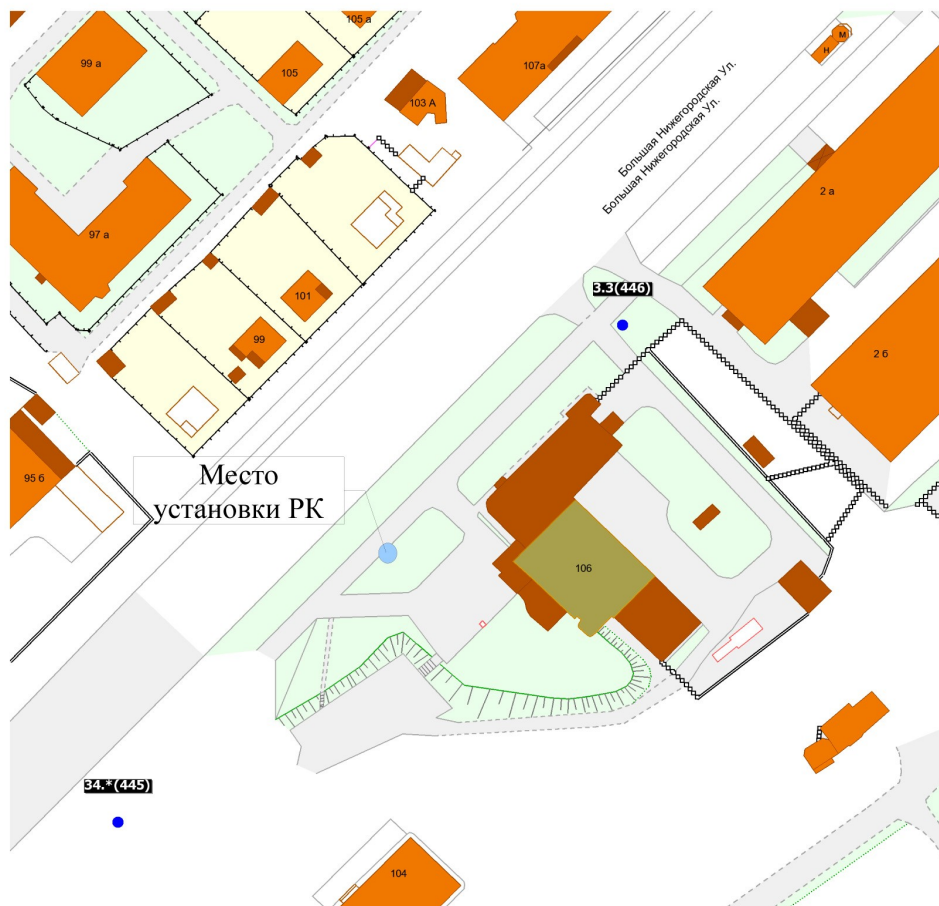 105 а
99 а
105
107а
103 А
М
Н
Большая Нижегородская Ул.
Большая Нижегородская Ул.
2 а
97 а
3.3(446)
101
99
2 б
95 б
Место
установки РК
106
34.*(445)
104